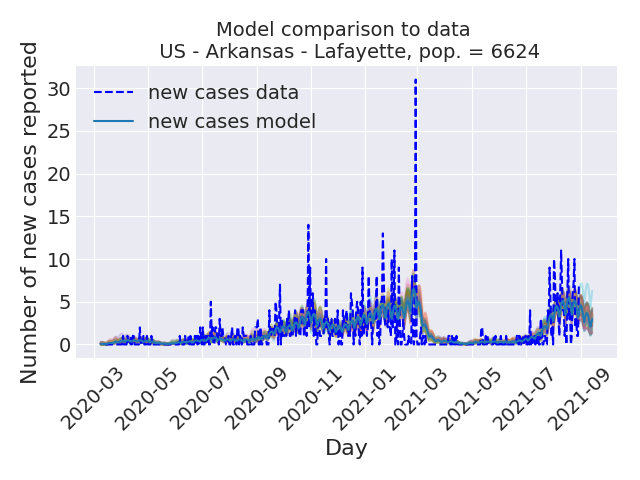 Model comparison to data
US - Arkansas - Lafayette, pop. = 6624
Number of new cases reported
30
25
20
15
10
5
0
new cases data
new cases model
2020-03
2020-05
2020-07
2020-09
2020-11
2021-01
2021-03
2021-05
2021-07
2021-09
Day